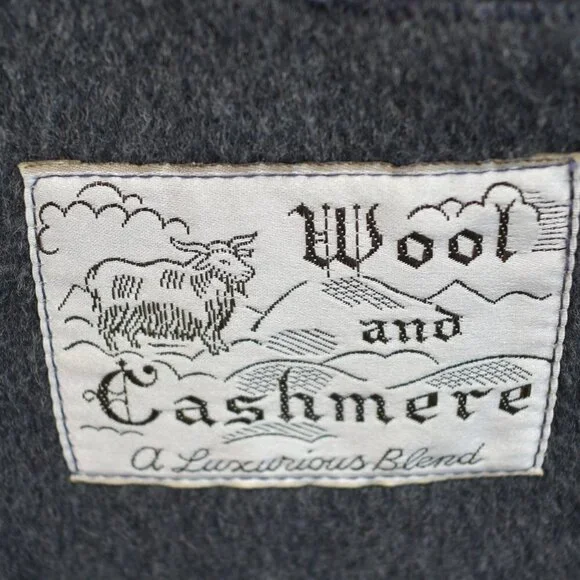 Wool
and
Cashmere
A Luxurious Blend